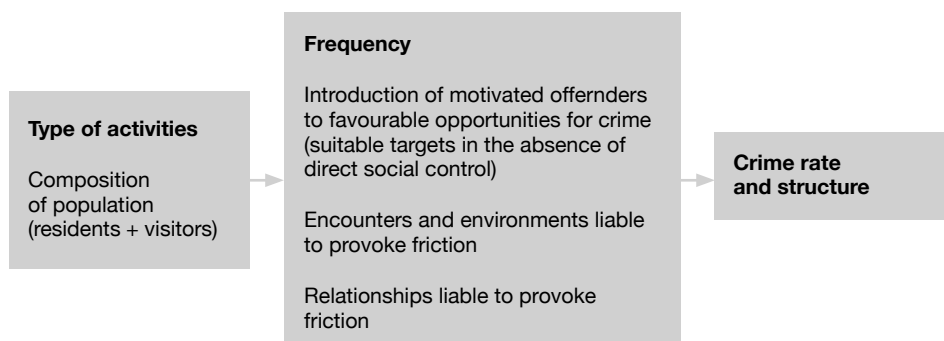 Type of activities
Composition
of population
(residents + visitors)
Frequency
Introduction of motivated offernders
to favourable opportunities for crime
(suitable targets in the absence of
direct social control)
Encounters and environments liable
to provoke friction
Relationships liable to provoke
friction
Crime rate
and structure